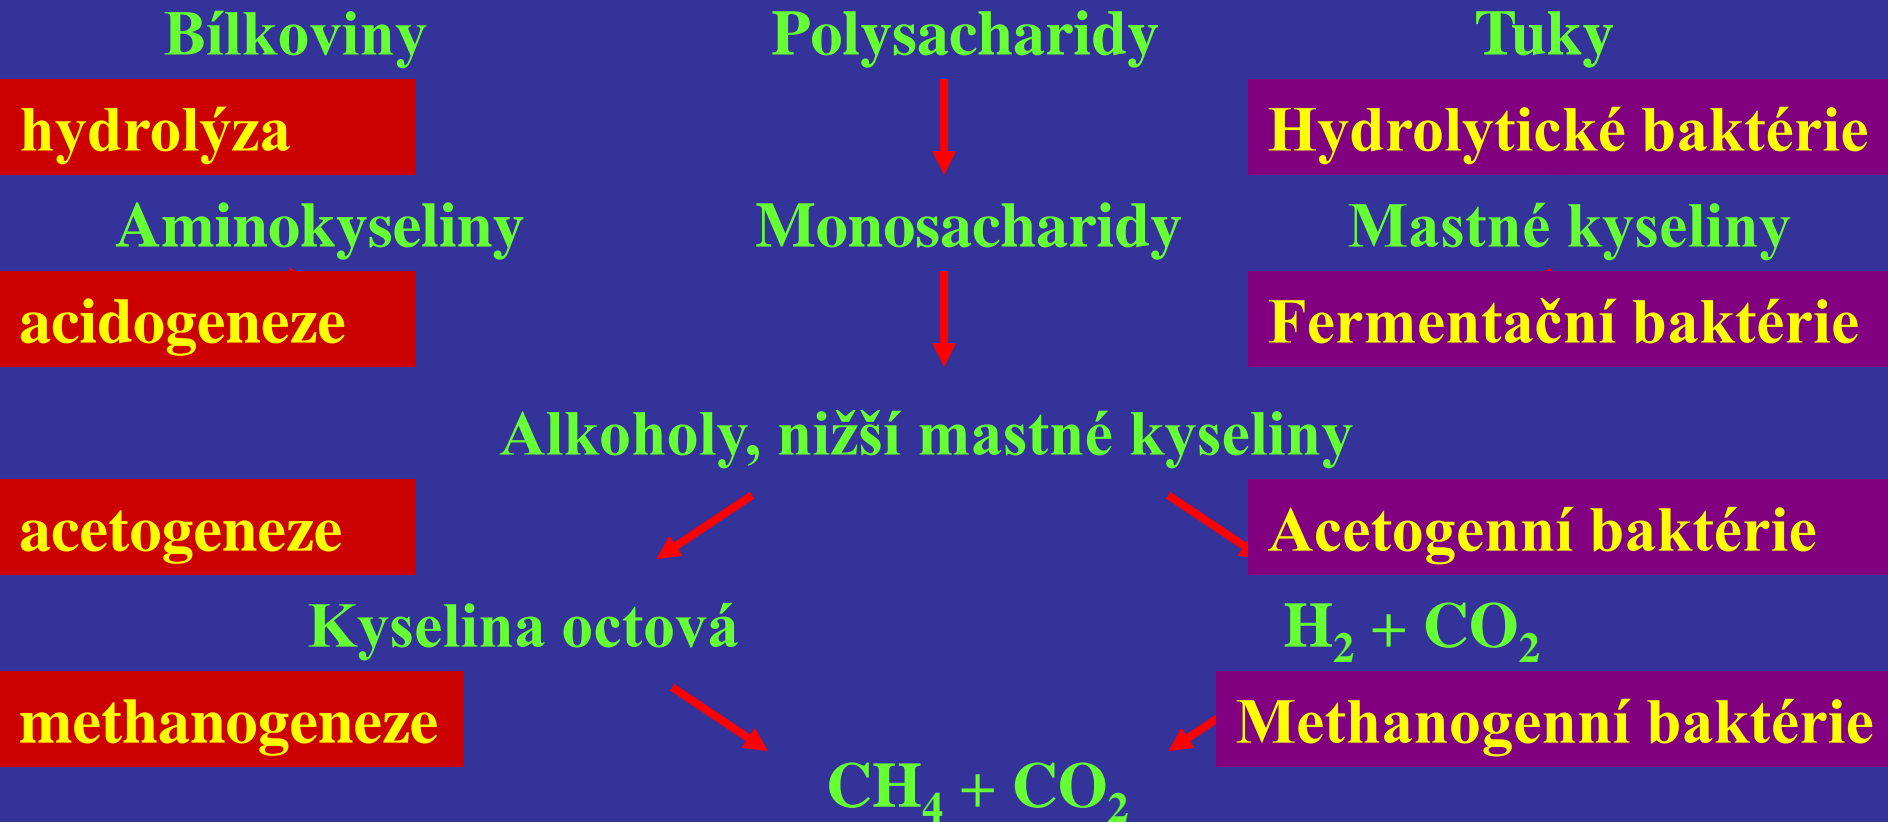 Bílkoviny Polysacharidy Tuky
hydrolýza Hydrolytické baktérie
Aminokyseliny Monosacharidy Mastné kyseliny
acidogeneze Fermentační baktérie
Alkoholy, nižší mastné kyseliny
acetogeneze Acetogenní baktérie
Kyselina octová H₂ + CO₂
methanogeneze Methanogenní baktérie
CH₄ + CO₂